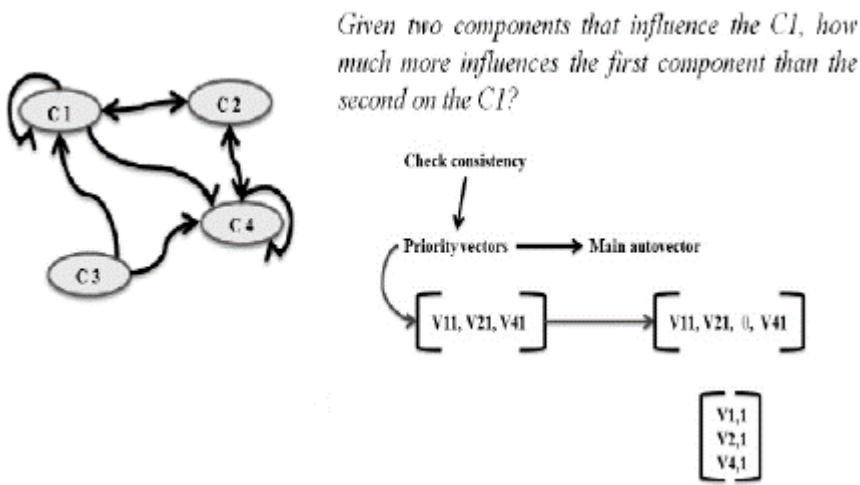 Given two components that influence the C1, how
much more influences the first component than the
second on the C1?
C1
C2
C4
C3
Check consistency
Priority vectors
Main autovector
V11, V21, V41
V11, V21, 0, V41
V1,1
V2,1
V4,1